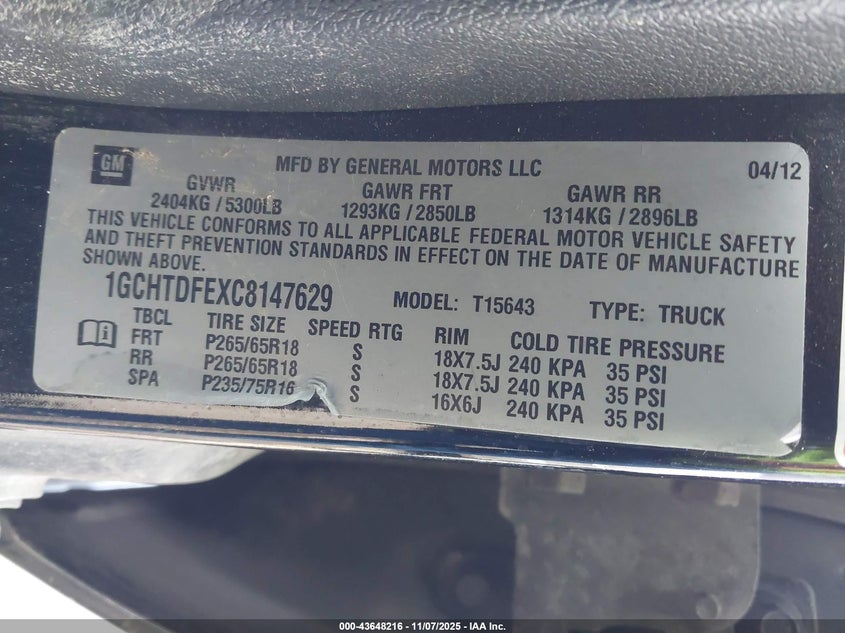 GM
MFD BY GENERAL MOTORS LLC 04/12
GVWR GAWR FRT GAWR RR
2404KG / 5300LB 1293KG / 2850LB 1314KG / 2896LB
THIS VEHICLE CONFORMS TO ALL APPLICABLE FEDERAL MOTOR VEHICLE SAFETY
AND THEFT PREVENTION STANDARDS IN EFFECT ON THE DATE OF MANUFACTURE
SHOWN ABOVE.
1GCHTDFEXC8147629 MODEL: T15643 TYPE: TRUCK
TBCL TIRE SIZE SPEED RTG RIM COLD TIRE PRESSURE
FRT P265/65R18 S 18X7.5J 240 KPA 35 PSI
RR P265/65R18 S 18X7.5J 240 KPA 35 PSI
SPA P235/75R16 S 16X6J 240 KPA 35 PSI
000-43648216 - 11/07/2025 - IAA Inc.